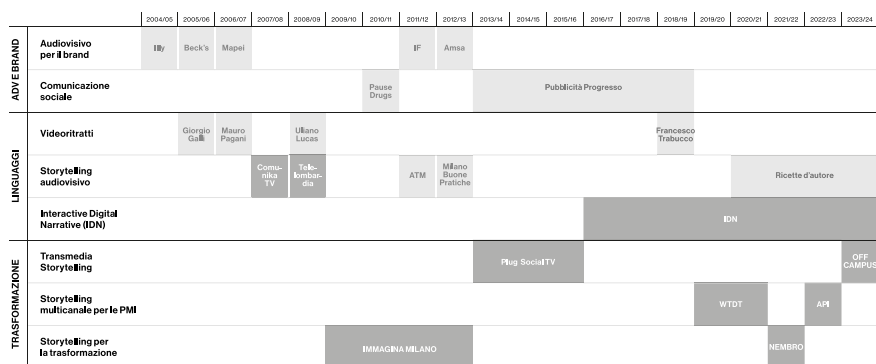 2004/05 2005/06 2006/07 2007/08 2008/09 2009/10 2010/11 2011/12 2012/13 2013/14 2014/15 2015/16 2016/17 2017/18 2018/19 2019/20 2020/21 2021/22 2022/23 2023/24
ADV E BRAND
Audiovisivo
per il brand
Illy
Beck's
Mapei
IF
Amsa
Comunicazione
sociale
Pause
Drugs
Pubblicità Progresso
LINGUAGGI
Videoritratti
Giorgio
Galli
Mauro
Pagani
Uliano
Lucas
Francesco
Trabucco
Storytelling
audiovisivo
Comu-
nika
TV
Tele-
lombar-
dia
ATM
Milano
Buone
Pratiche
Ricette d'autore
Interactive Digital
Narrative (IDN)
IDN
TRASFORMAZIONE
Transmedia
Storytelling
Plug Social TV
OFF
CAMPUS
Storytelling
multicanale per le PMI
WTDT
API
Storytelling per
la trasformazione
IMMAGINA MILANO
NEMBRO